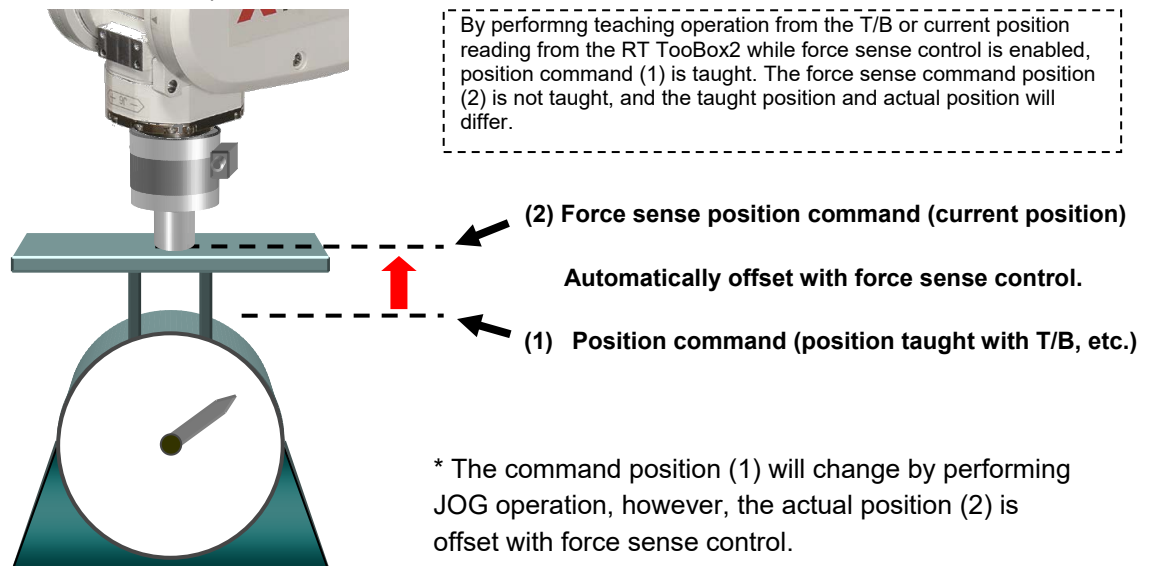 By performng teaching operation from the T/B or current position
reading from the RT TooBox2 while force sense control is enabled,
position command (1) is taught. The force sense command position
(2) is not taught, and the taught position and actual position will
differ.
(2) Force sense position command (current position)
Automatically offset with force sense control.
(1) Position command (position taught with T/B, etc.)
* The command position (1) will change by performing
JOG operation, however, the actual position (2) is
offset with force sense control.